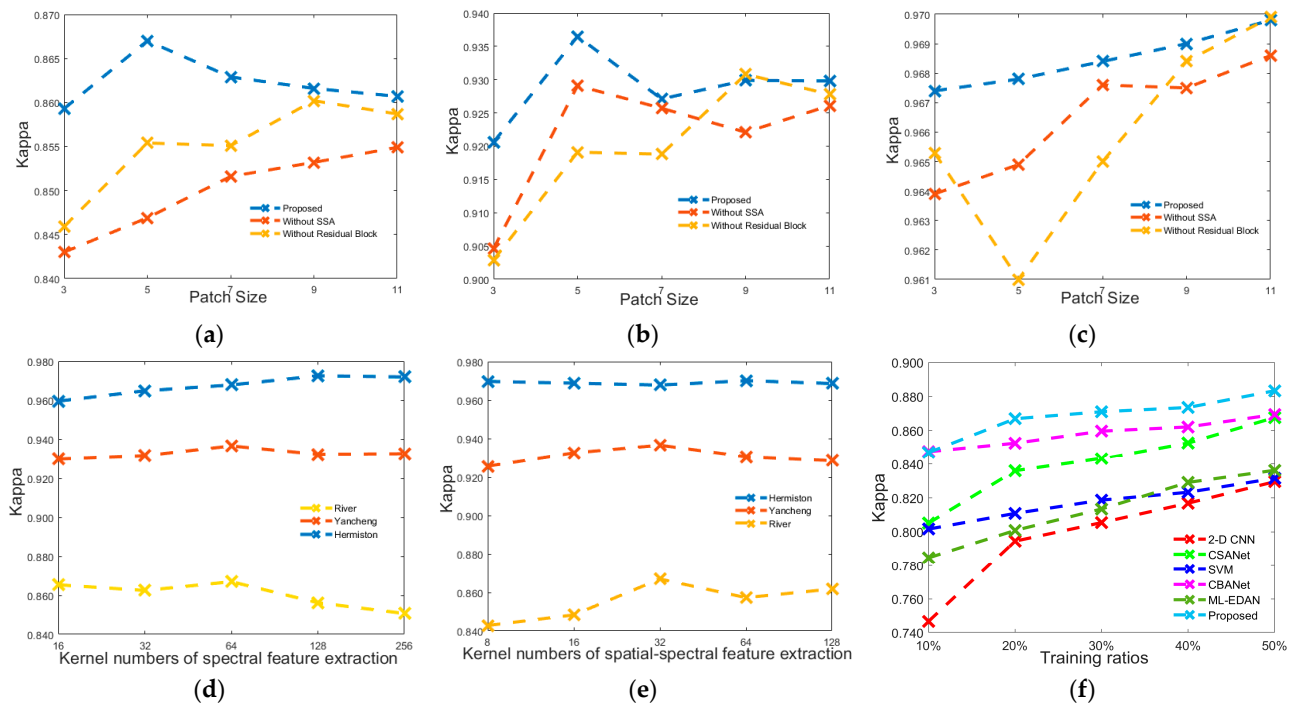 0.870
0.865
0.860
0.855
0.850
0.845
0.840
Kappa
3 5 7 9 11
Patch Size
Proposed
Without SSA
Without Residual Block
(a)
0.940
0.935
0.930
0.925
0.920
0.915
0.910
0.905
0.900
Kappa
3 5 7 9 11
Patch Size
Proposed
Without SSA
Without Residual Block
(b)
0.970
0.969
0.968
0.967
0.966
0.965
0.964
0.963
0.962
0.961
Kappa
3 5 7 9 11
Patch Size
Proposed
Without SSA
Without Residual Block
(c)
0.980
0.960
0.940
0.920
0.900
0.880
0.860
0.840
Kappa
16 32 64 128 256
Kernel numbers of spectral feature extraction
River
Yancheng
Hermiston
(d)
0.980
0.960
0.940
0.920
0.900
0.880
0.860
0.840
Kappa
8 16 32 64 128
Kernel numbers of spatial-spectral feature extraction
Hermiston
Yancheng
River
(e)
0.900
0.880
0.860
0.840
0.820
0.800
0.780
0.760
0.740
Kappa
10% 20% 30% 40% 50%
Training ratios
2-D CNN
CSANet
SVM
CBANet
ML-EDAN
Proposed
(f)